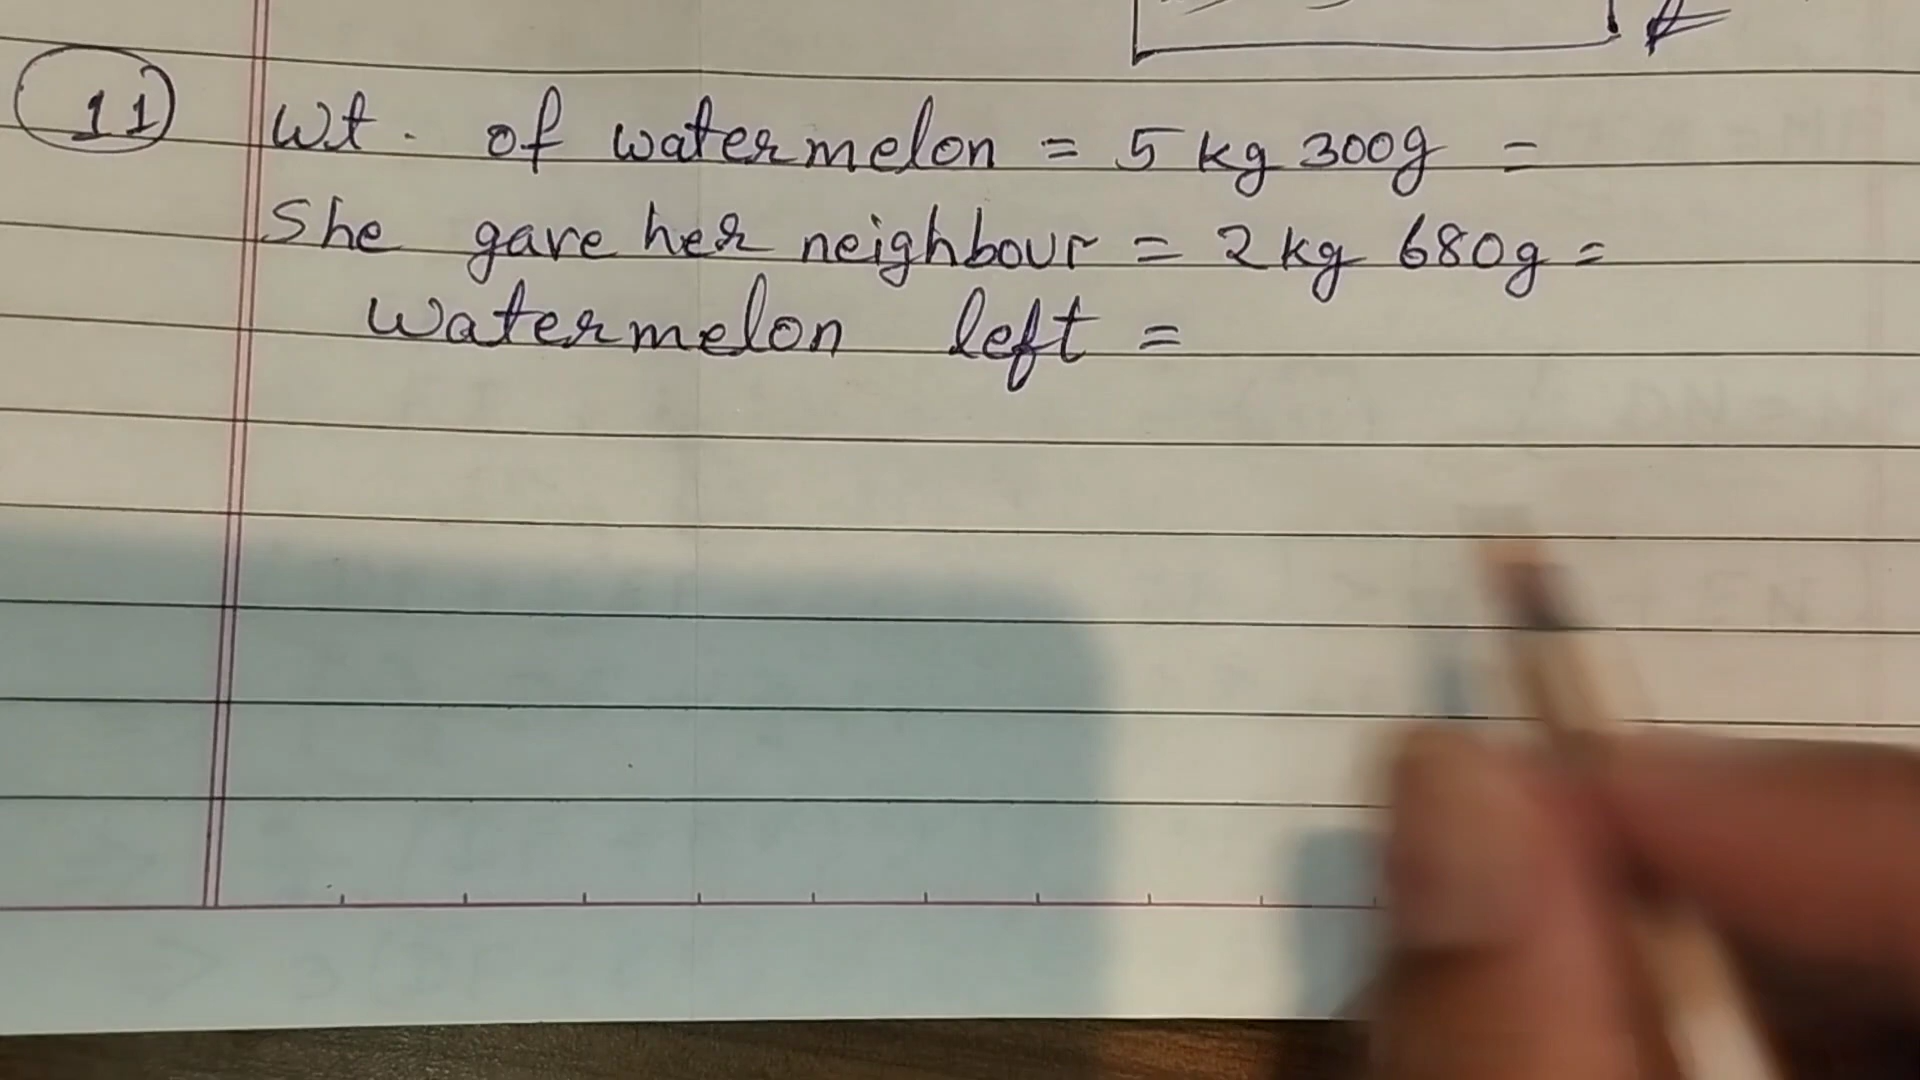 11 Wt. of watermelon = 5 kg 300g =
She gave her neighbour = 2 kg 680g =
Watermelon left =